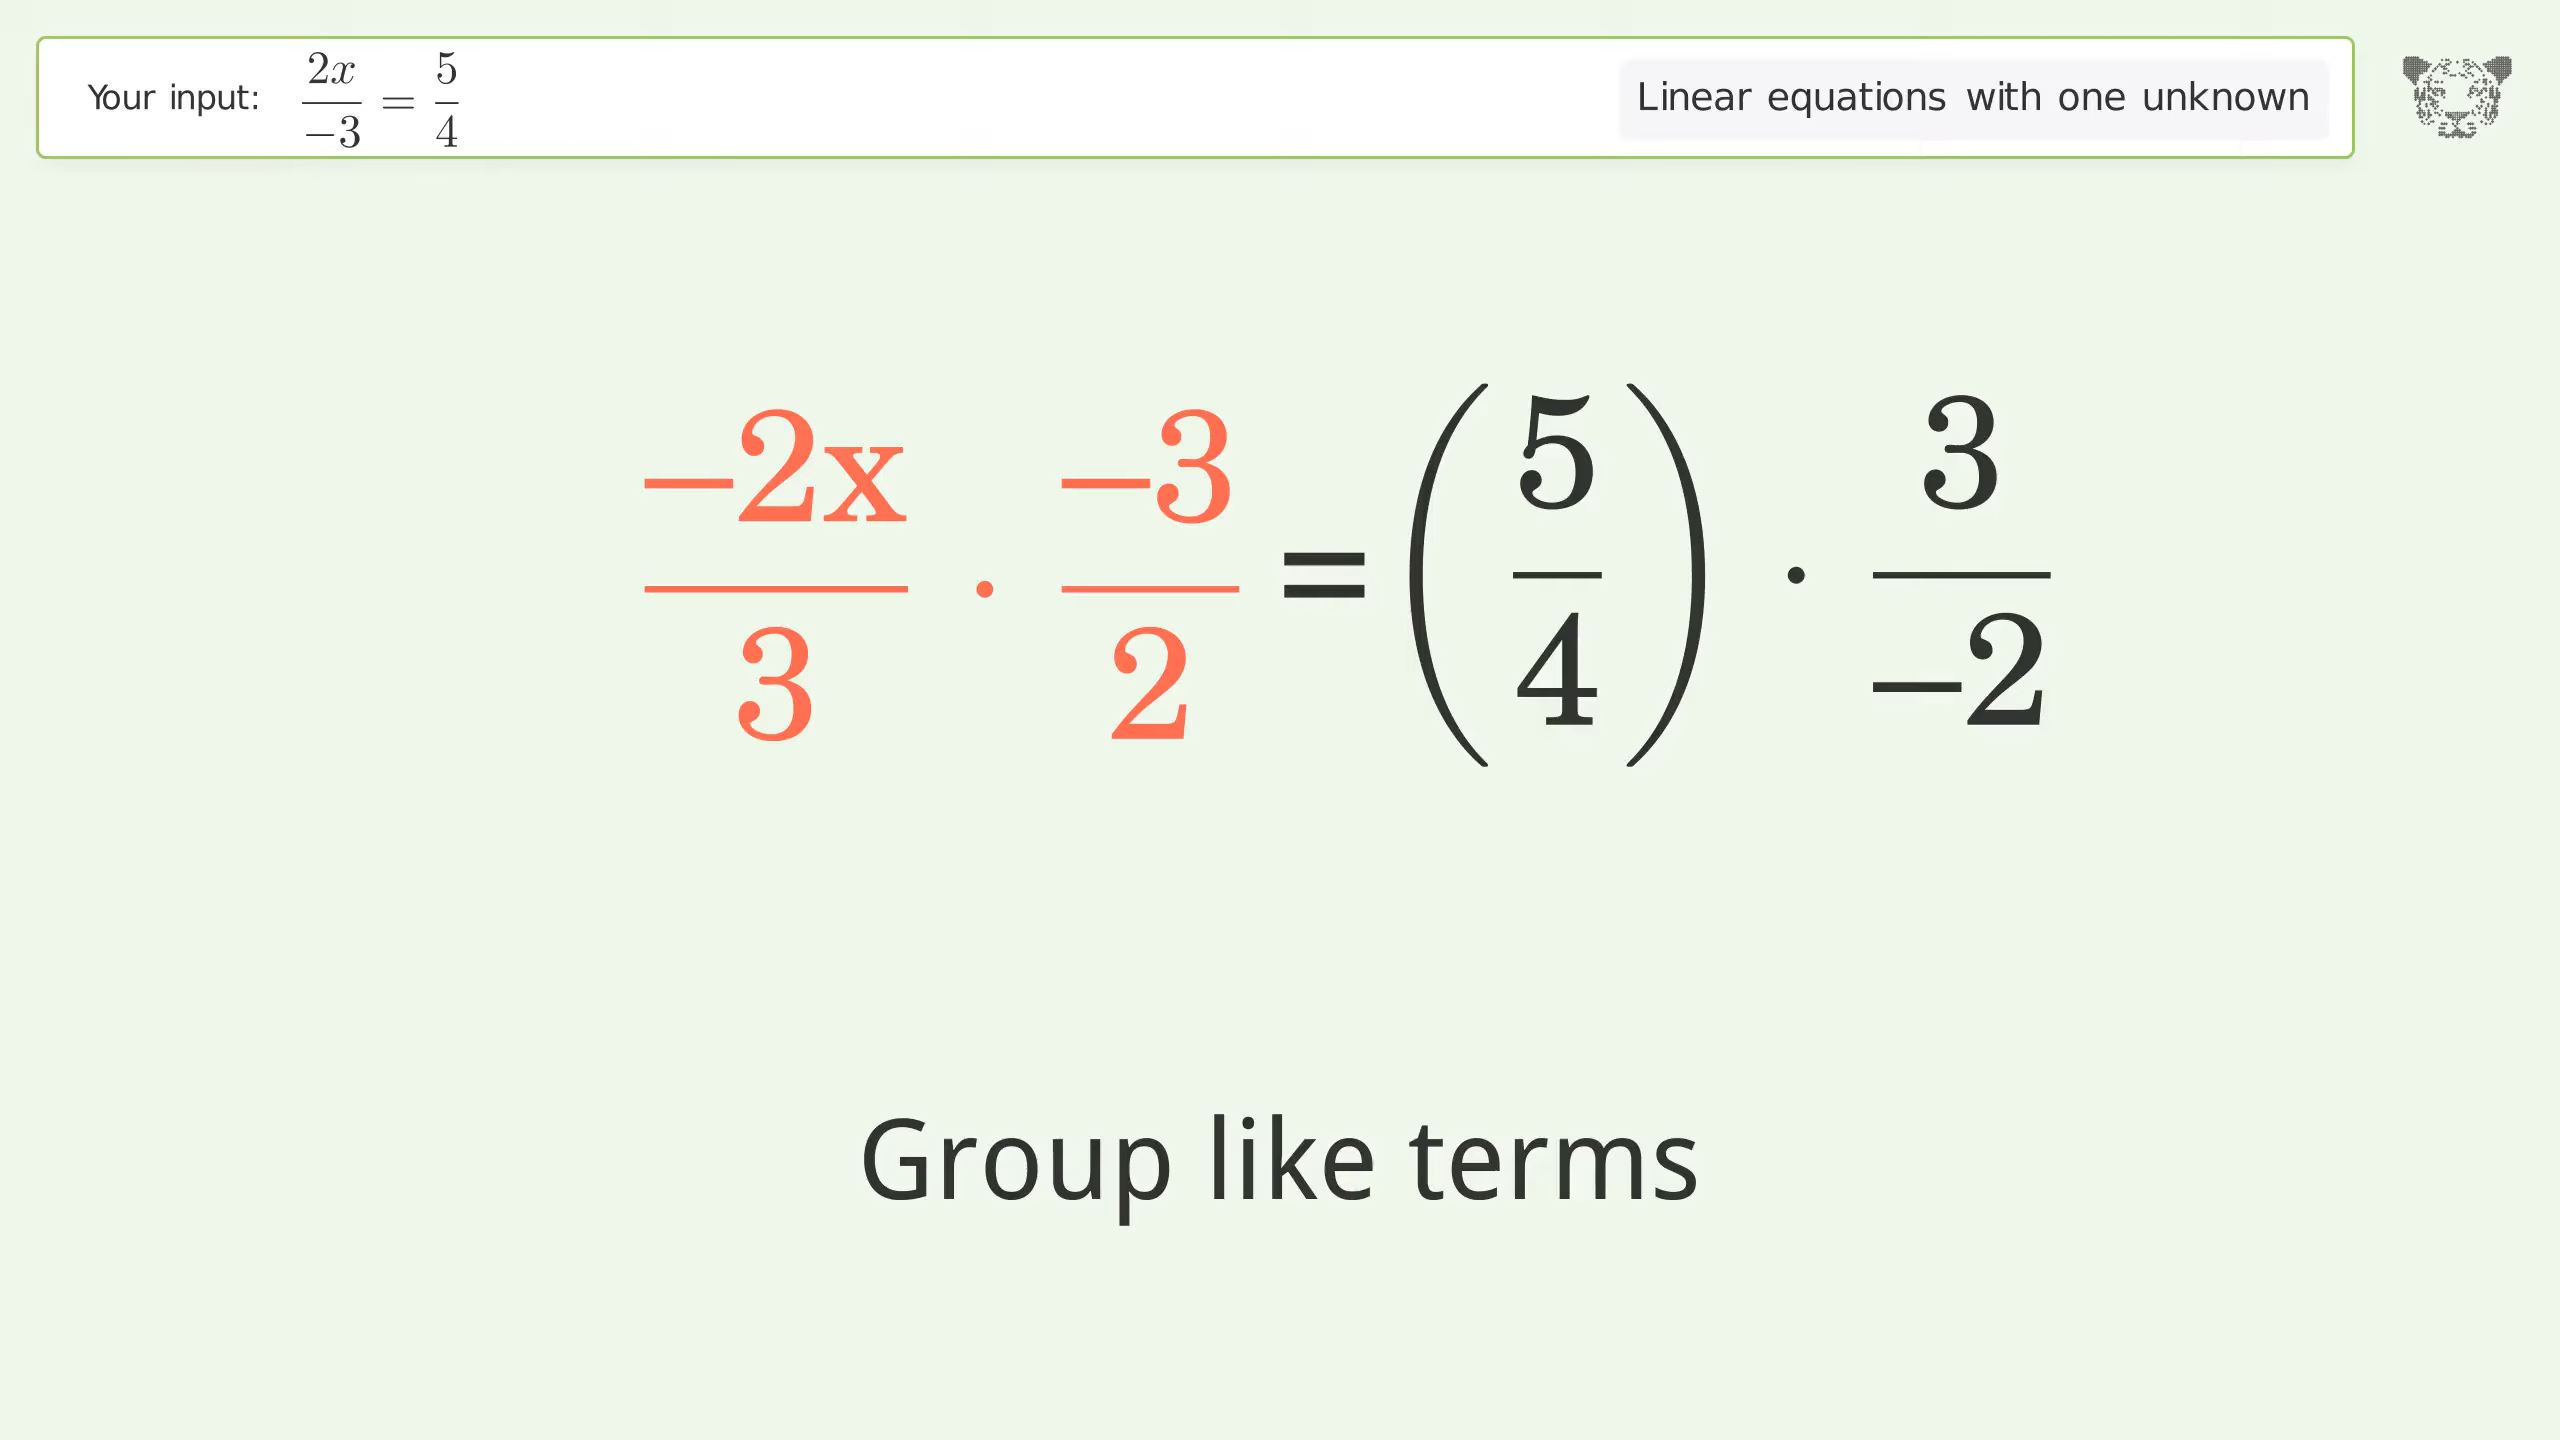 Your input: 2x/−3 = 5/4
Linear equations with one unknown
−2x/3 · −3/2 = (5/4) · 3/−2
Group like terms